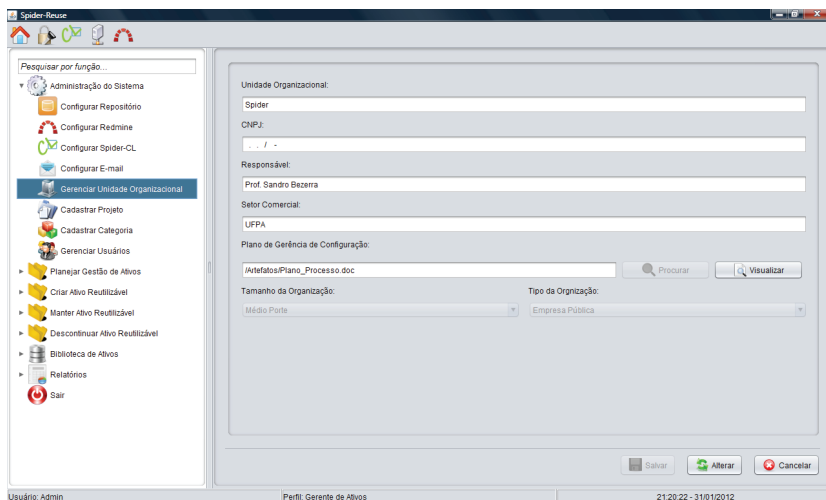 Spider-Reuse
Pesquisar por função...
Administração do Sistema
Configurar Repositório
Configurar Redmine
Configurar Spider-CL
Configurar E-mail
Gerenciar Unidade Organizacional
Cadastrar Projeto
Cadastrar Categoria
Gerenciar Usuários
Planejar Gestão de Ativos
Criar Ativo Reutilizável
Manter Ativo Reutilizável
Descontinuar Ativo Reutilizável
Biblioteca de Ativos
Relatórios
Sair
Unidade Organizacional:
Spider
CNPJ:
. . / -
Responsável:
Prof. Sandro Bezerra
Setor Comercial:
UFPA
Plano de Gerência de Configuração:
/Artefatos/Plano_Processo.doc Procurar Visualizar
Tamanho da Organização: Tipo da Orgnização:
Médio Porte Empresa Pública
Salvar Alterar Cancelar
Usuário: Admin Perfil: Gerente de Ativos 21:20:22 - 31/01/2012